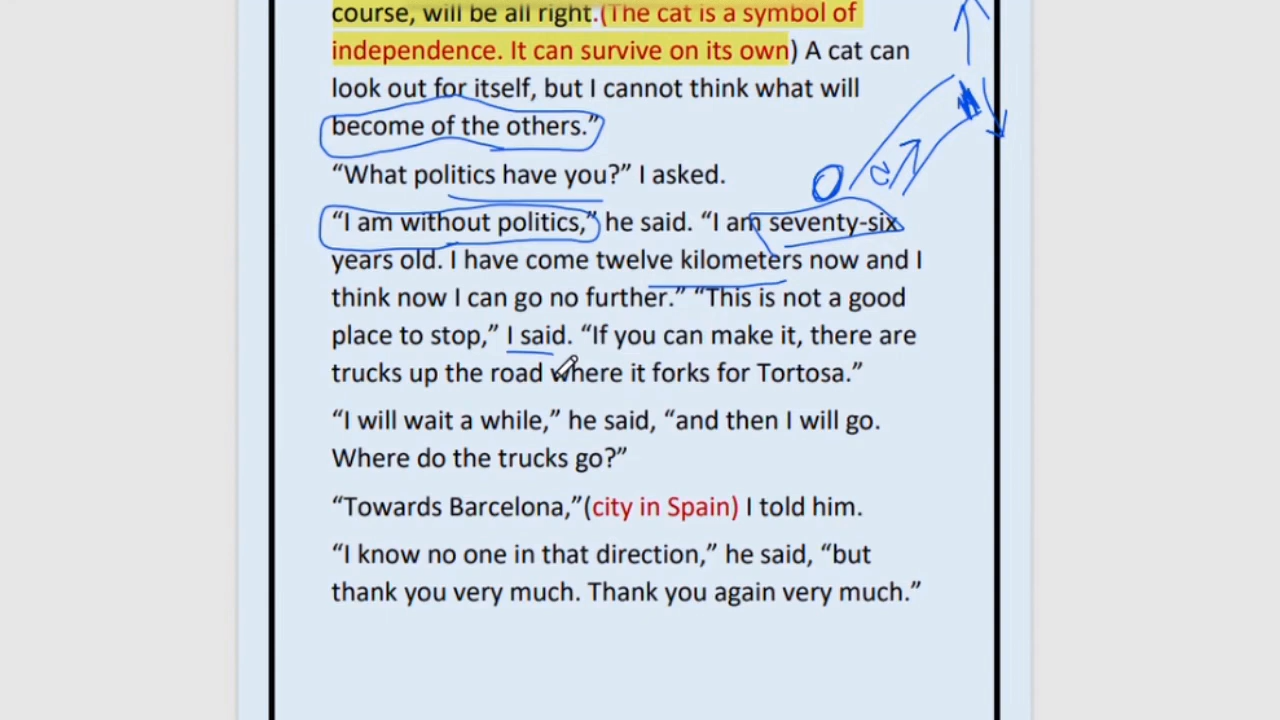 course, will be all right.(The cat is a symbol of
independence. It can survive on its own) A cat can
look out for itself, but I cannot think what will
become of the others.”
“What politics have you?” I asked.
“I am without politics,” he said. “I am seventy-six
years old. I have come twelve kilometers now and I
think now I can go no further.” “This is not a good
place to stop,” I said. “If you can make it, there are
trucks up the road where it forks for Tortosa.”
“I will wait a while,” he said, “and then I will go.
Where do the trucks go?”
“Towards Barcelona,”(city in Spain) I told him.
“I know no one in that direction,” he said, “but
thank you very much. Thank you again very much.”